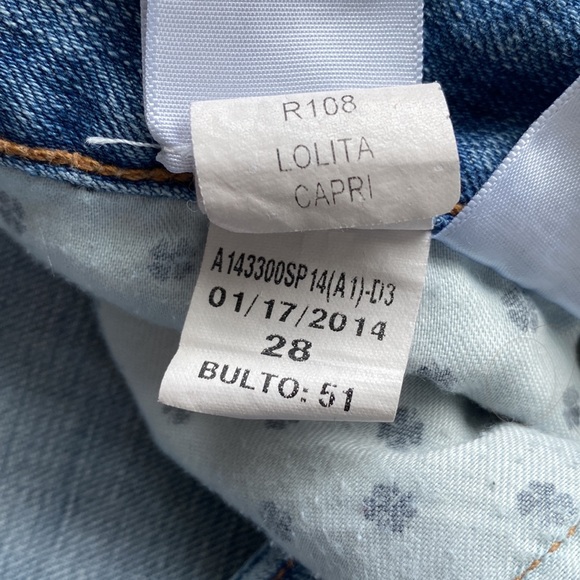 R108
LOLITA
CAPRI
A143300SP14(A1)-D3
01/17/2014
28
BULTO: 51